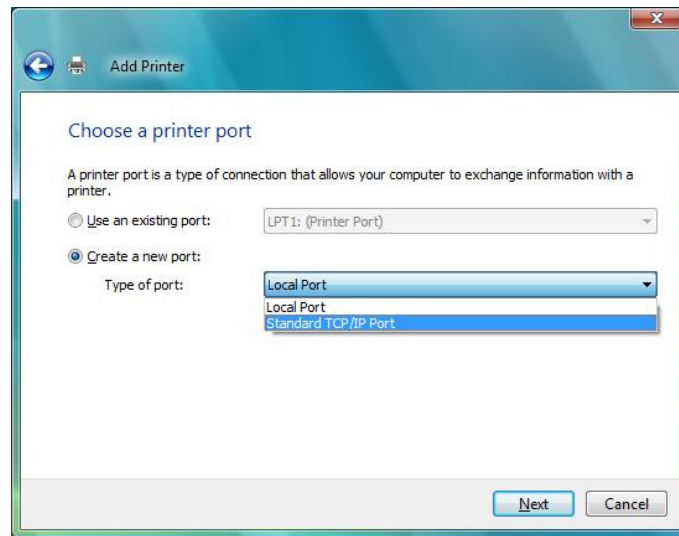 Add Printer
Choose a printer port
A printer port is a type of connection that allows your computer to exchange information with a
printer.
Use an existing port:
LPT1: (Printer Port)
Create a new port:
Type of port:
Local Port
Local Port
Standard TCP/IP Port
Next
Cancel